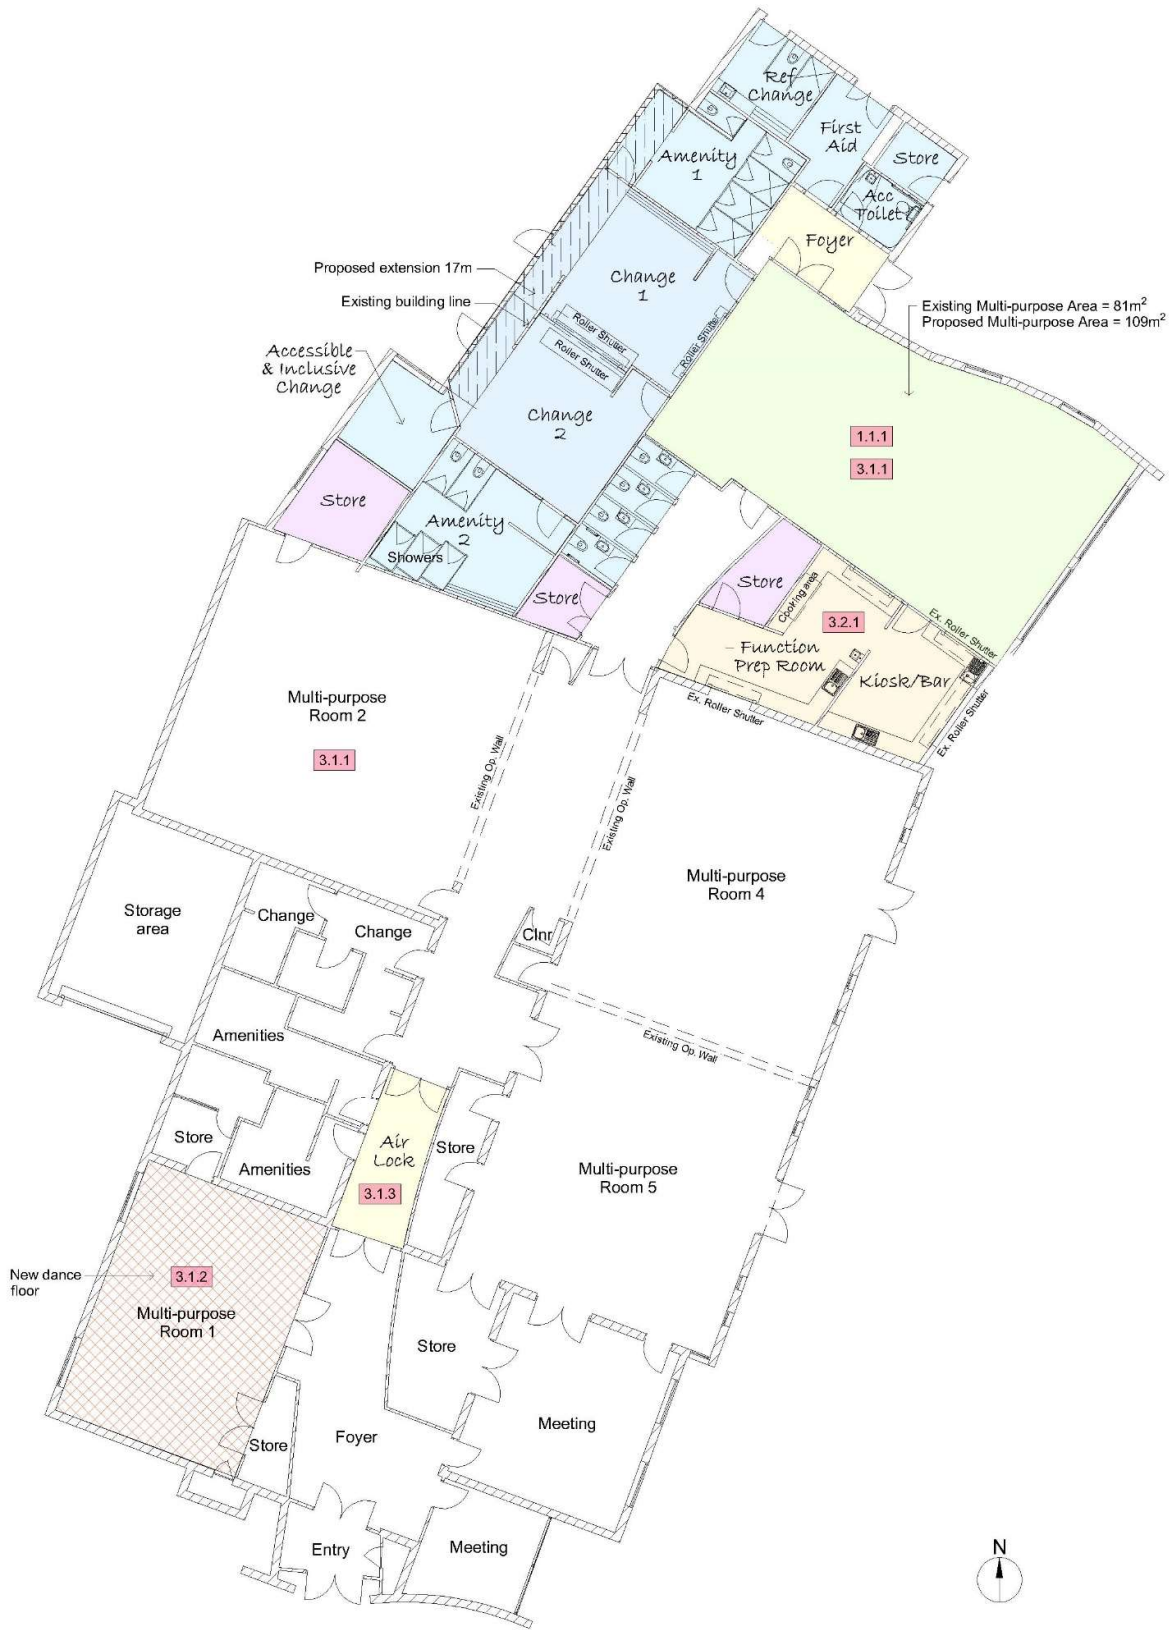 Ref
Change
First
Aid
Store
Amenity
1
Acc
Toilet
Foyer
Proposed extension 17m
Existing building line
Change
1
Roller Shutter
Roller Shutter
Roller Shutter
Existing Multi-purpose Area = 81m²
Proposed Multi-purpose Area = 109m²
Accessible
& Inclusive
Change
Change
2
1.1.1
3.1.1
Store
Amenity
2
Showers
Store
Store
Cooking area
3.2.1
Ex. Roller Shutter
Function
Prep Room
Kiosk/Bar
Ex. Roller Shutter
Ex. Roller Shutter
Multi-purpose
Room 2
3.1.1
Existing Op. Wall
Existing Op. Wall
Multi-purpose
Room 4
Storage
area
Change
Change
Clnr
Amenities
Existing Op. Wall
Store
Amenities
Air
Lock
3.1.3
Store
Multi-purpose
Room 5
New dance
floor
3.1.2
Multi-purpose
Room 1
Store
Store
Foyer
Meeting
Entry
Meeting
N